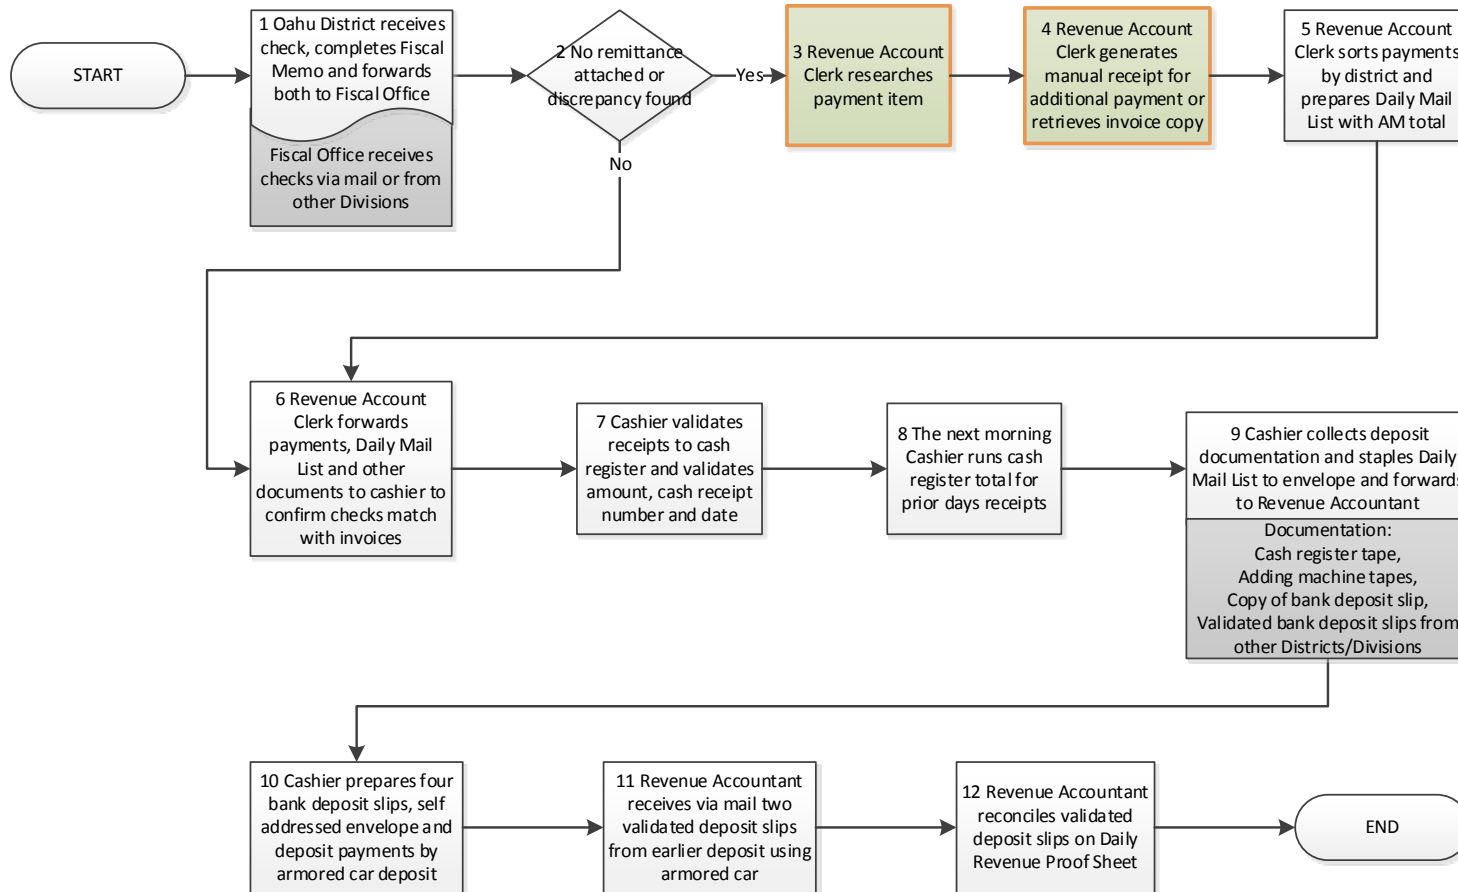 START
1 Oahu District receives
check, completes Fiscal
Memo and forwards
both to Fiscal Office
Fiscal Office receives
checks via mail or from
other Divisions
2 No remittance
attached or
discrepancy found
Yes
No
3 Revenue Account
Clerk researches
payment item
4 Revenue Account
Clerk generates
manual receipt for
additional payment or
retrieves invoice copy
5 Revenue Account
Clerk sorts payments
by district and
prepares Daily Mail
List with AM total
6 Revenue Account
Clerk forwards
payments, Daily Mail
List and other
documents to cashier to
confirm checks match
with invoices
7 Cashier validates
receipts to cash
register and validates
amount, cash receipt
number and date
8 The next morning
Cashier runs cash
register total for
prior days receipts
9 Cashier collects deposit
documentation and staples Daily
Mail List to envelope and forwards
to Revenue Accountant
Documentation:
Cash register tape,
Adding machine tapes,
Copy of bank deposit slip,
Validated bank deposit slips from
other Districts/Divisions
10 Cashier prepares four
bank deposit slips, self
addressed envelope and
deposit payments by
armored car deposit
11 Revenue Accountant
receives via mail two
validated deposit slips
from earlier deposit using
armored car
12 Revenue Accountant
reconciles validated
deposit slips on Daily
Revenue Proof Sheet
END